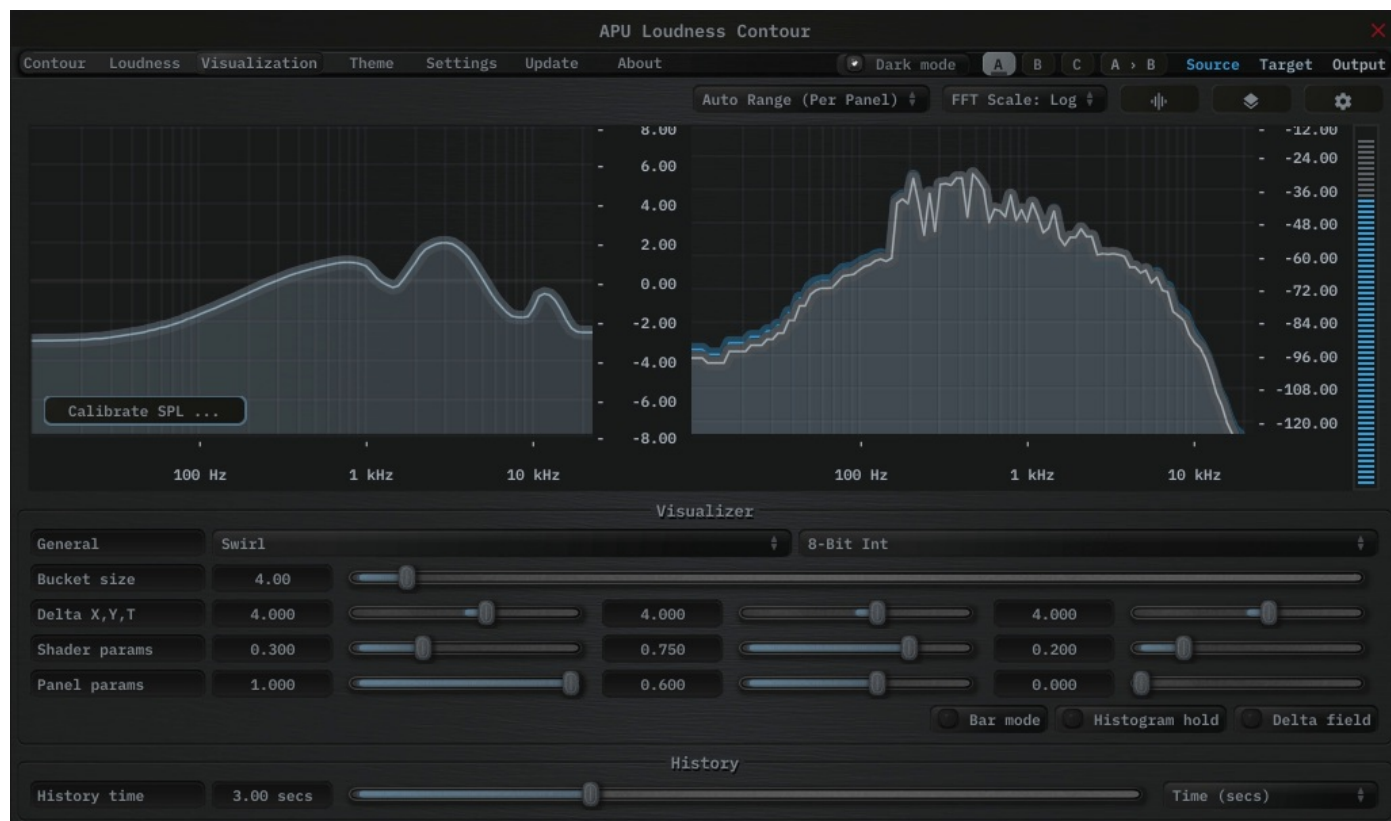 APU Loudness Contour
Contour Loudness Visualization Theme Settings Update About Dark mode A B C A › B Source Target Output
Auto Range (Per Panel) FFT Scale: Log
8.00 -12.00
6.00 -24.00
4.00 -36.00
2.00 -48.00
0.00 -60.00
-2.00 -72.00
-4.00 -84.00
-6.00 -96.00
-8.00 -108.00
-120.00
Calibrate SPL ...
100 Hz 1 kHz 10 kHz 100 Hz 1 kHz 10 kHz
Visualizer
General Swirl 8-Bit Int
Bucket size 4.00
Delta X,Y,T 4.000 4.000 4.000
Shader params 0.300 0.750 0.200
Panel params 1.000 0.600 0.000
Bar mode Histogram hold Delta field
History
History time 3.00 secs Time (secs)